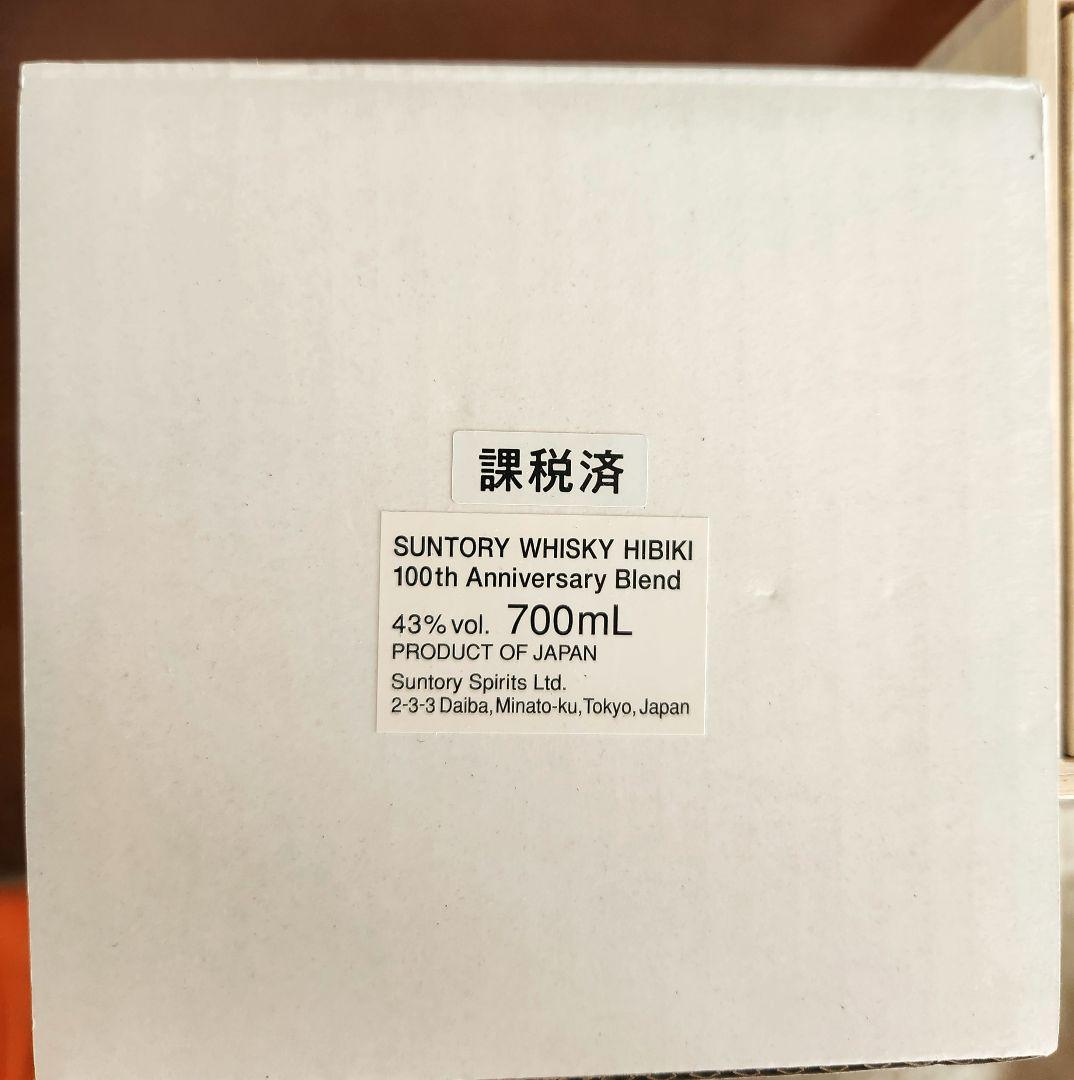 課税済
SUNTORY WHISKY HIBIKI
100th Anniversary Blend
43% vol. 700mL
PRODUCT OF JAPAN
Suntory Spirits Ltd.
2-3-3 Daiba, Minato-ku, Tokyo, Japan